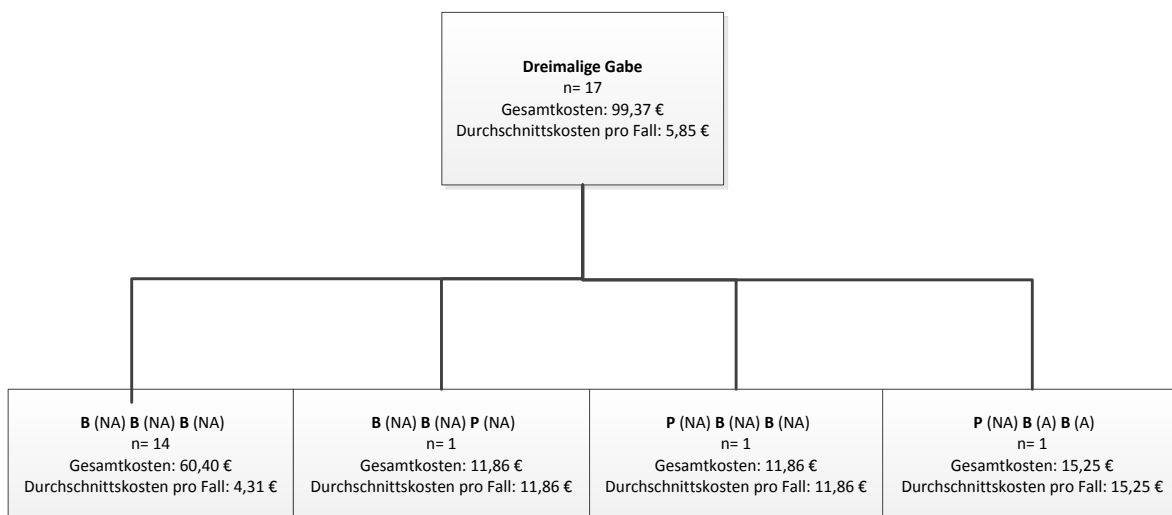 Dreimalige Gabe
n= 17
Gesamtkosten: 99,37 €
Durchschnittskosten pro Fall: 5,85 €
B (NA) B (NA) B (NA)
n= 14
Gesamtkosten: 60,40 €
Durchschnittskosten pro Fall: 4,31 €
B (NA) B (NA) P (NA)
n= 1
Gesamtkosten: 11,86 €
Durchschnittskosten pro Fall: 11,86 €
P (NA) B (NA) B (NA)
n= 1
Gesamtkosten: 11,86 €
Durchschnittskosten pro Fall: 11,86 €
P (NA) B (A) B (A)
n= 1
Gesamtkosten: 15,25 €
Durchschnittskosten pro Fall: 15,25 €